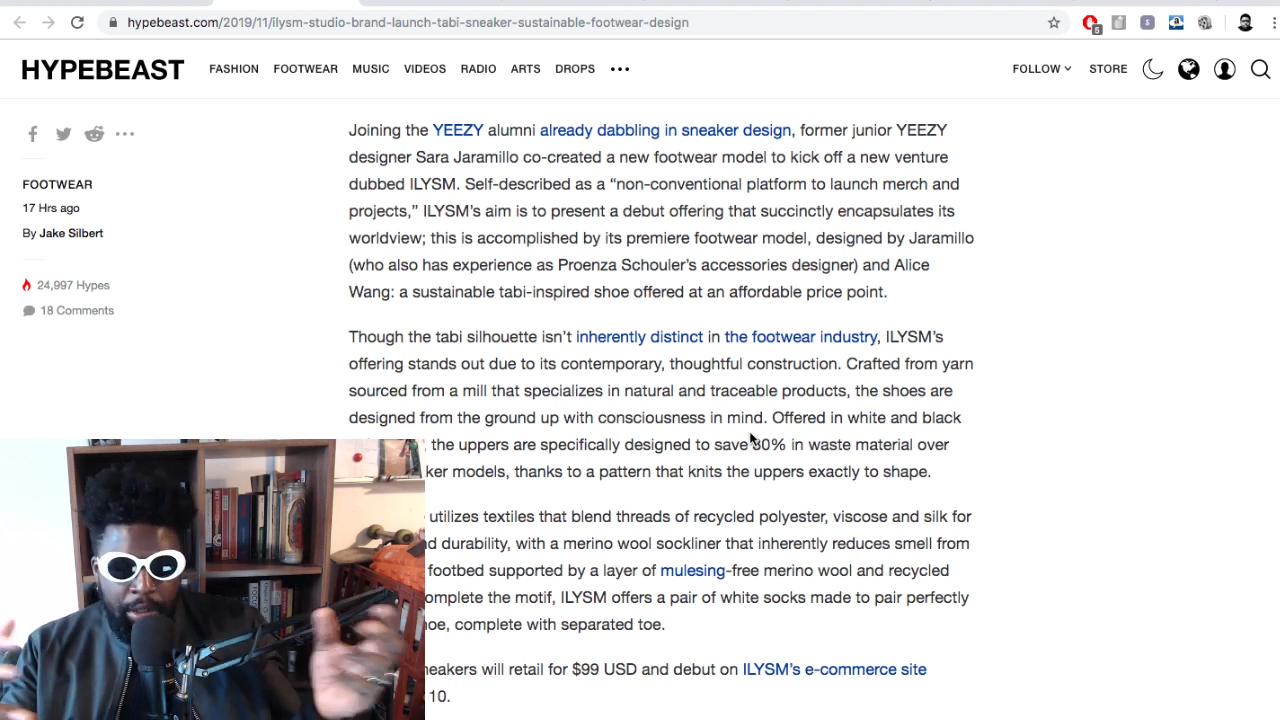 hypebeast.com/2019/11/ilysm-studio-brand-launch-tabi-sneaker-sustainable-footwear-design
5
HYPEBEAST FASHION FOOTWEAR MUSIC VIDEOS RADIO ARTS DROPS ••• FOLLOW STORE
FOOTWEAR
17 Hrs ago
By Jake Silbert
24,997 Hypes
18 Comments
Joining the YEEZY alumni already dabbling in sneaker design, former junior YEEZY
designer Sara Jaramillo co-created a new footwear model to kick off a new venture
dubbed ILYSM. Self-described as a “non-conventional platform to launch merch and
projects,” ILYSM’s aim is to present a debut offering that succinctly encapsulates its
worldview; this is accomplished by its premiere footwear model, designed by Jaramillo
(who also has experience as Proenza Schouler’s accessories designer) and Alice
Wang: a sustainable tabi-inspired shoe offered at an affordable price point.
Though the tabi silhouette isn’t inherently distinct in the footwear industry, ILYSM’s
offering stands out due to its contemporary, thoughtful construction. Crafted from yarn
sourced from a mill that specializes in natural and traceable products, the shoes are
designed from the ground up with consciousness in mind. Offered in white and black
the uppers are specifically designed to save 30% in waste material over
ker models, thanks to a pattern that knits the uppers exactly to shape.
utilizes textiles that blend threads of recycled polyester, viscose and silk for
d durability, with a merino wool sockliner that inherently reduces smell from
footbed supported by a layer of mulesing-free merino wool and recycled
omplete the motif, ILYSM offers a pair of white socks made to pair perfectly
oe, complete with separated toe.
neakers will retail for $99 USD and debut on ILYSM’s e-commerce site
10.